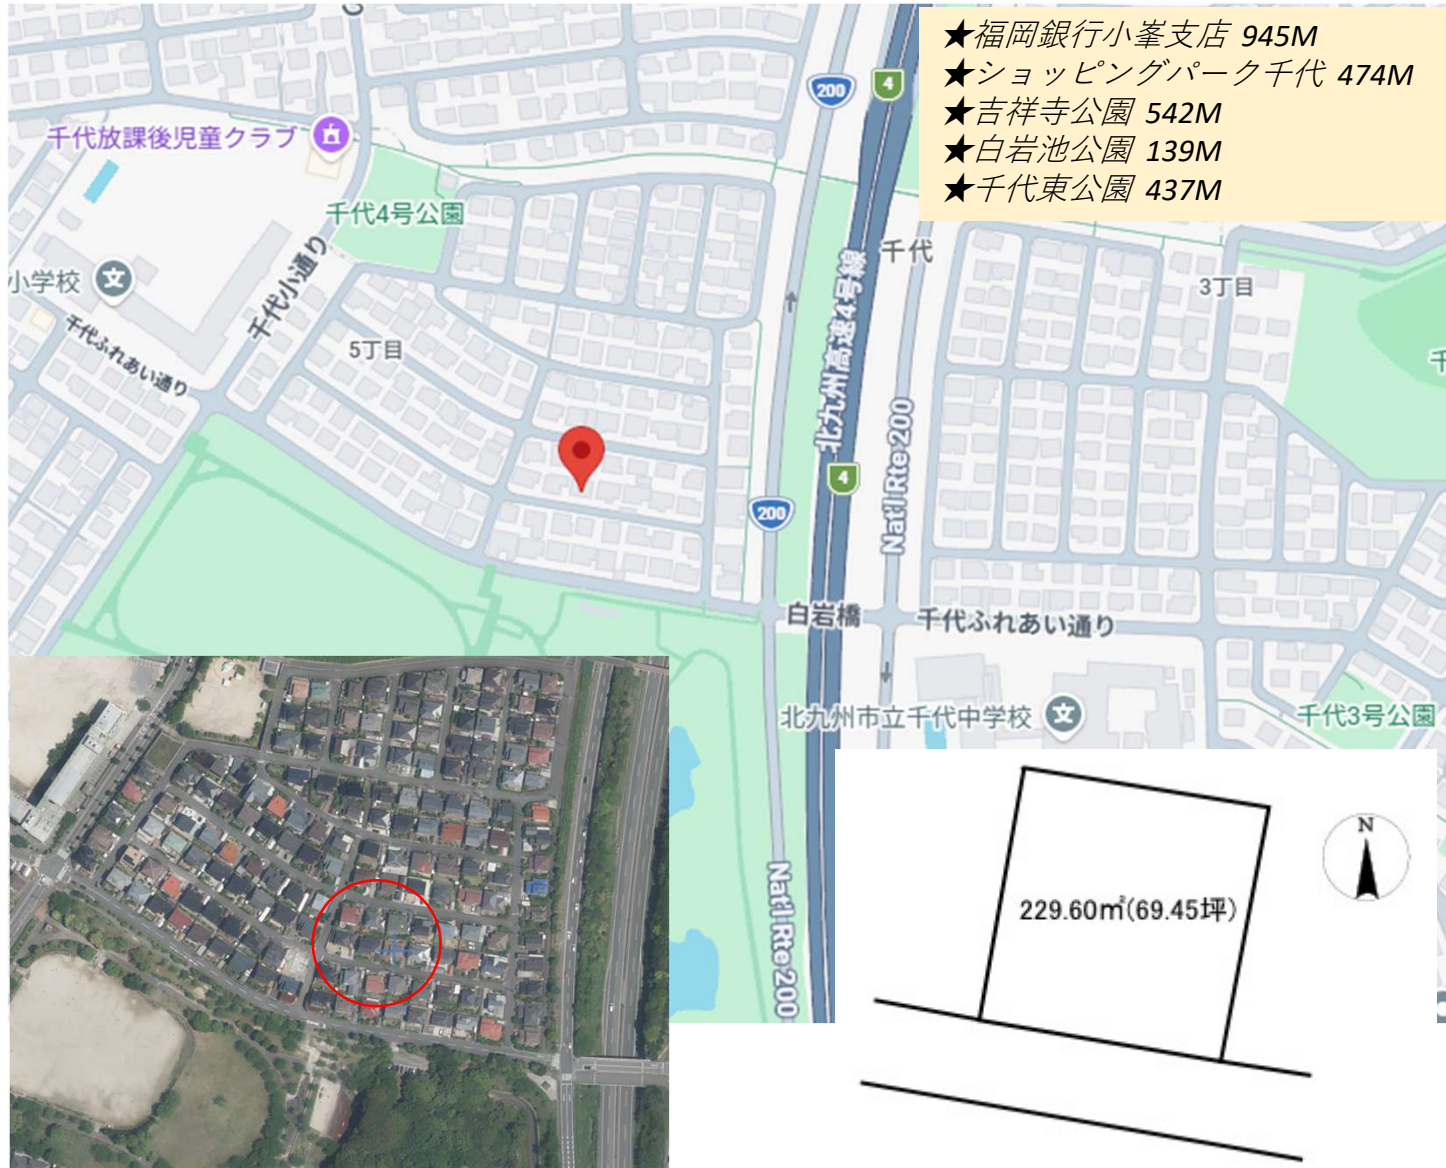 ★福岡銀行小峯支店 945M
★ショッピングパーク千代 474M
★吉祥寺公園 542M
★白岩池公園 139M
★千代東公園 437M
200
4
千代放課後児童クラブ
千代4号公園
千代
小学校
千代小通り
3丁目
千代ふれあい通り
5丁目
北九州高速4号線
千
Nat'l Rte 200
4
200
白岩橋
千代ふれあい通り
北九州市立千代中学校
千代3号公園
Nat'l Rte 200
N
229.60㎡(69.45坪)